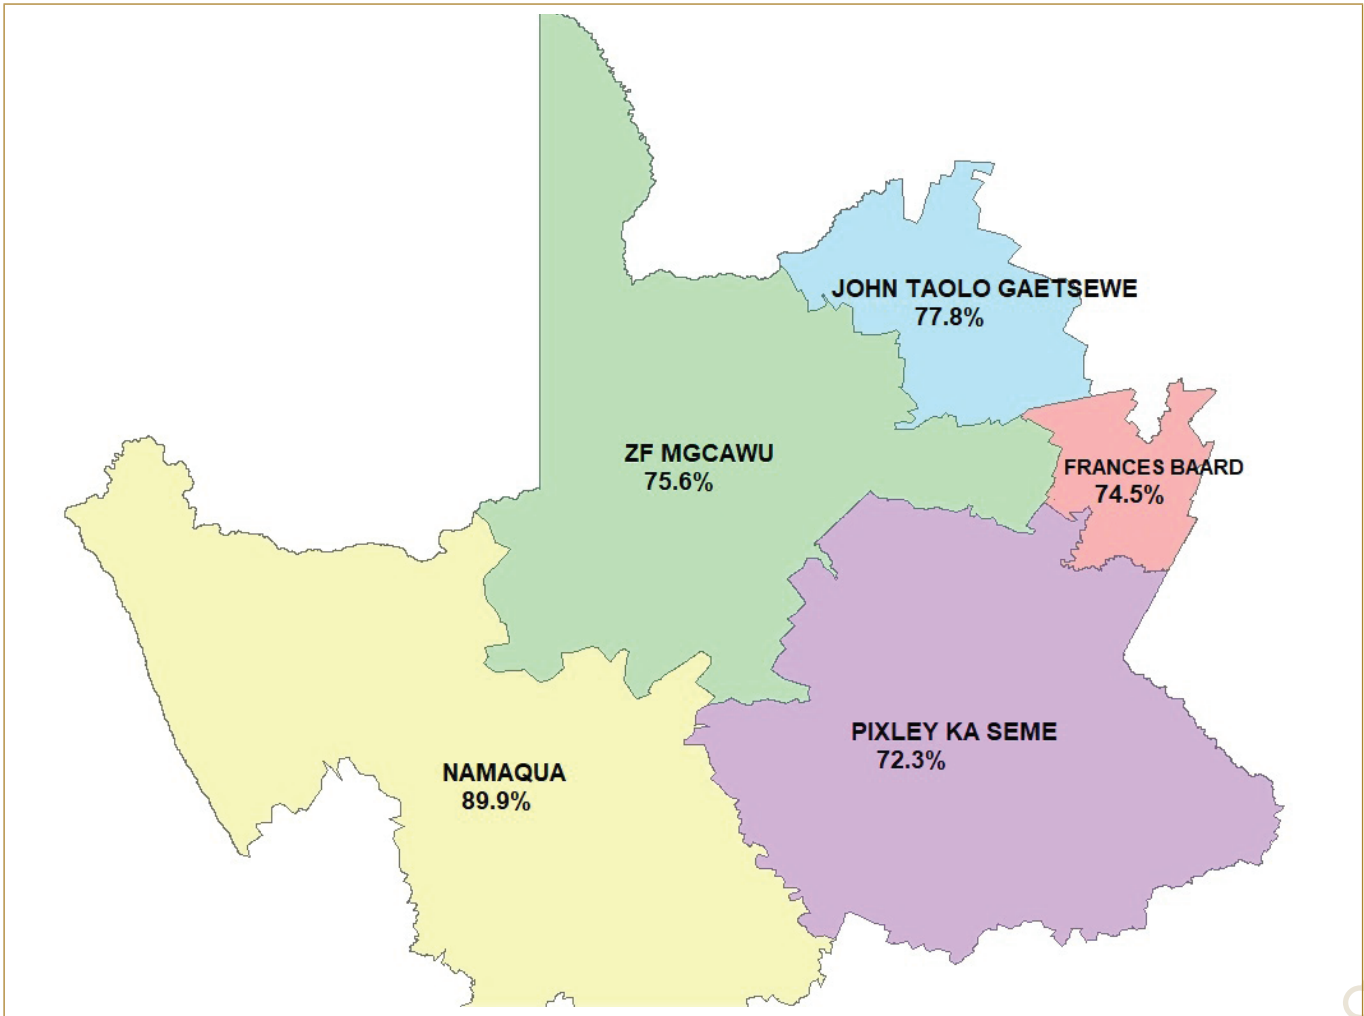 JOHN TAOLO GAETSEWE
77.8%
ZF MGCAWU
75.6%
FRANCES BAARD
74.5%
PIXLEY KA SEME
72.3%
NAMAQUA
89.9%